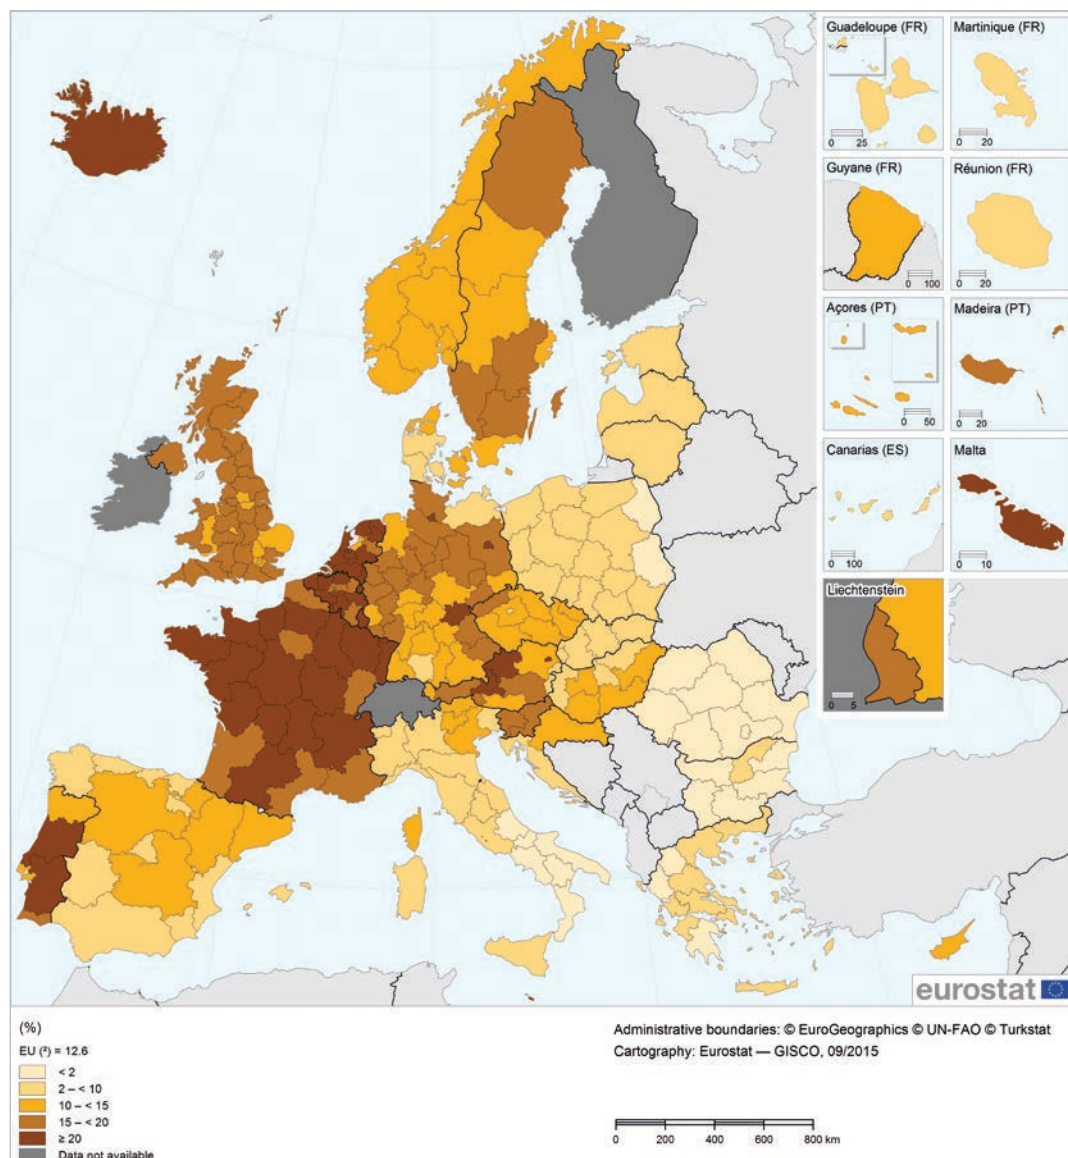 Guadeloupe (FR)
Martinique (FR)
0 25
0 20
Guyane (FR)
Réunion (FR)
0 100
0 20
Açores (PT)
Madeira (PT)
0 50
0 20
Canarias (ES)
Malta
0 100
0 10
Liechtenstein
0 5
eurostat
(%)
EU (²) = 12.6
< 2
2 – < 10
10 – < 15
15 – < 20
≥ 20
Data not available
Administrative boundaries: © EuroGeographics © UN-FAO © Turkstat
Cartography: Eurostat — GISCO, 09/2015
0 200 400 600 800 km